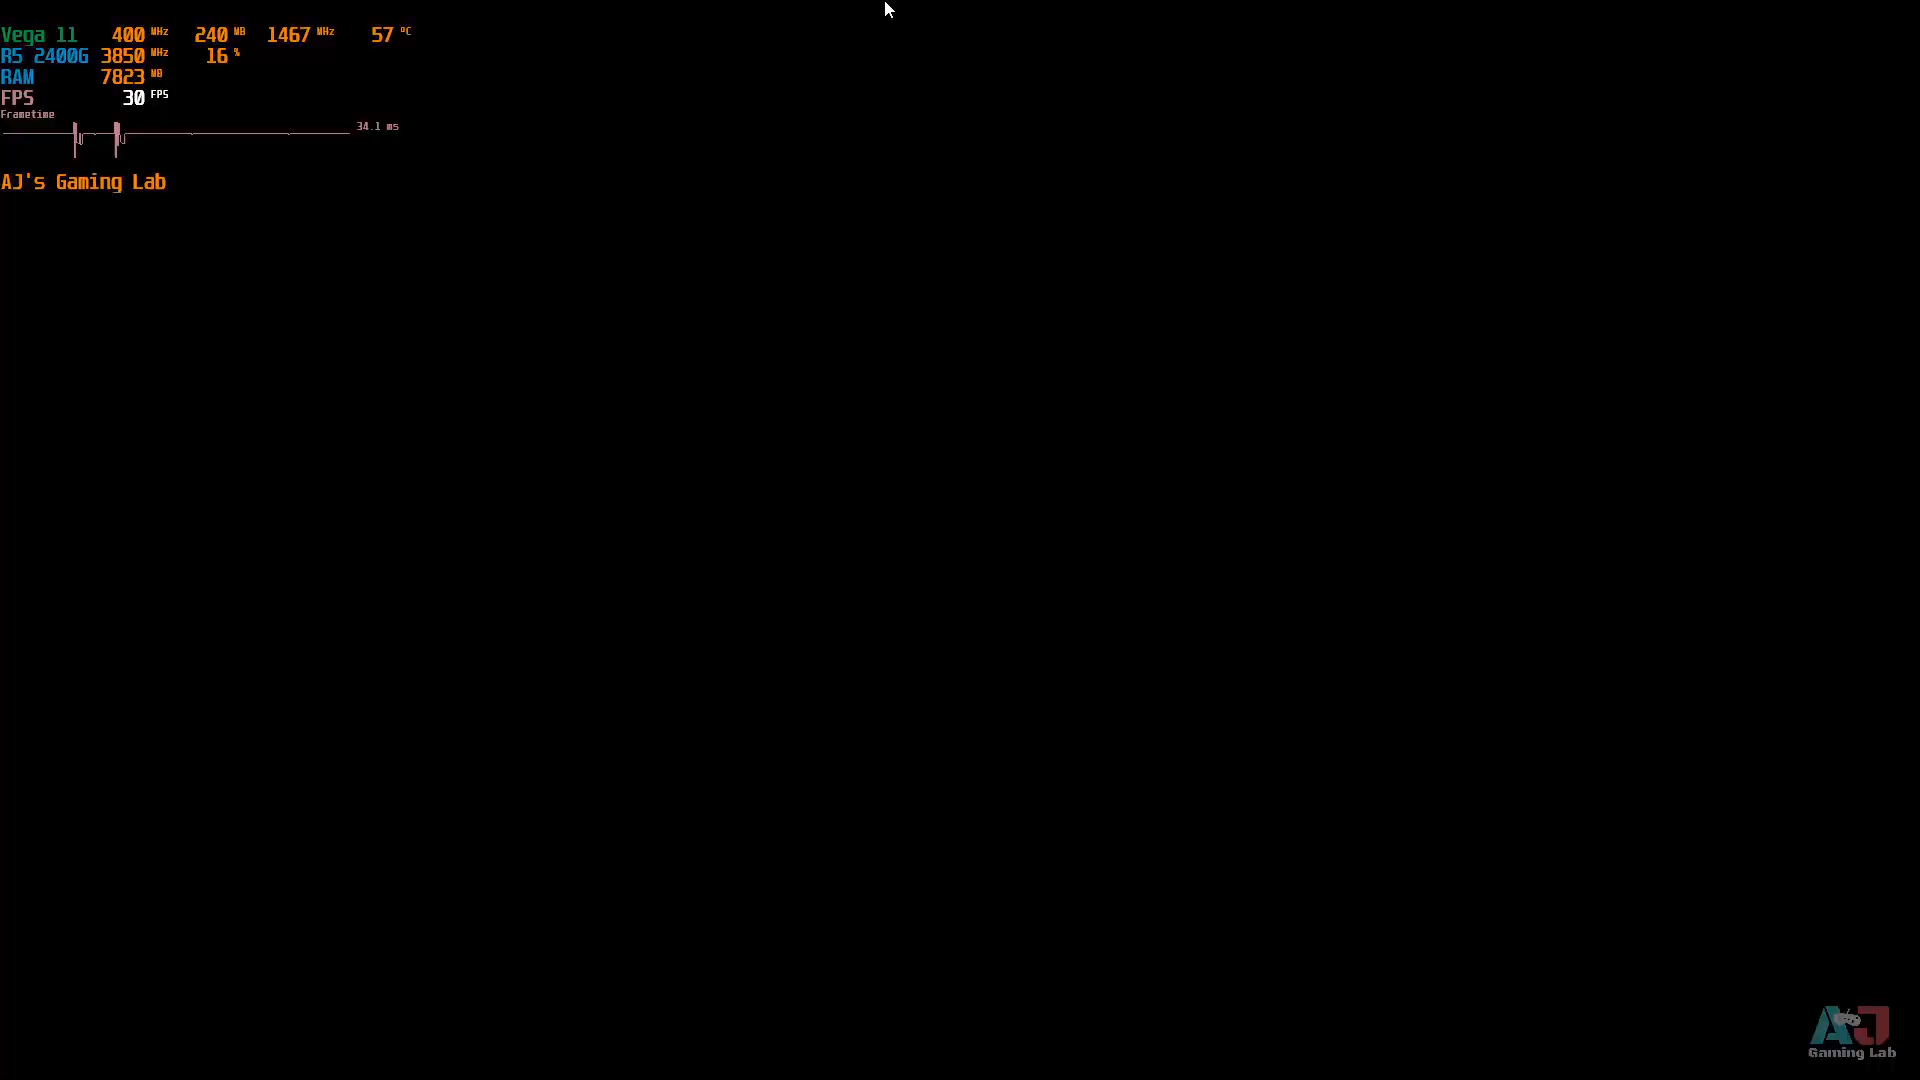 Vega 11 400 MHz 240 MB 1467 MHz 57 °C
R5 2400G 3850 MHz 16 %
RAM 7823 MB
FPS 30 FPS
Frametime
34.1 ms
AJ's Gaming Lab
AJ
Gaming Lab